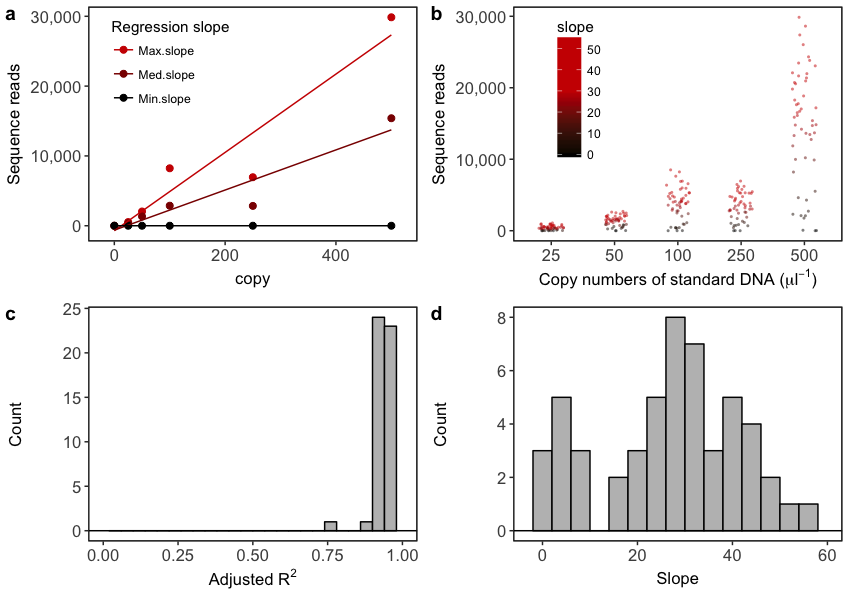 a
Regression slope
Max.slope
Med.slope
Min.slope
Sequence reads
30,000
20,000
10,000
0
0
200
400
copy
b
slope
50
40
30
20
10
0
Sequence reads
30,000
20,000
10,000
0
25
50
100
250
500
Copy numbers of standard DNA (μl⁻¹)
c
Count
25
20
15
10
5
0
0.00
0.25
0.50
0.75
1.00
Adjusted R²
d
Count
8
6
4
2
0
0
20
40
60
Slope